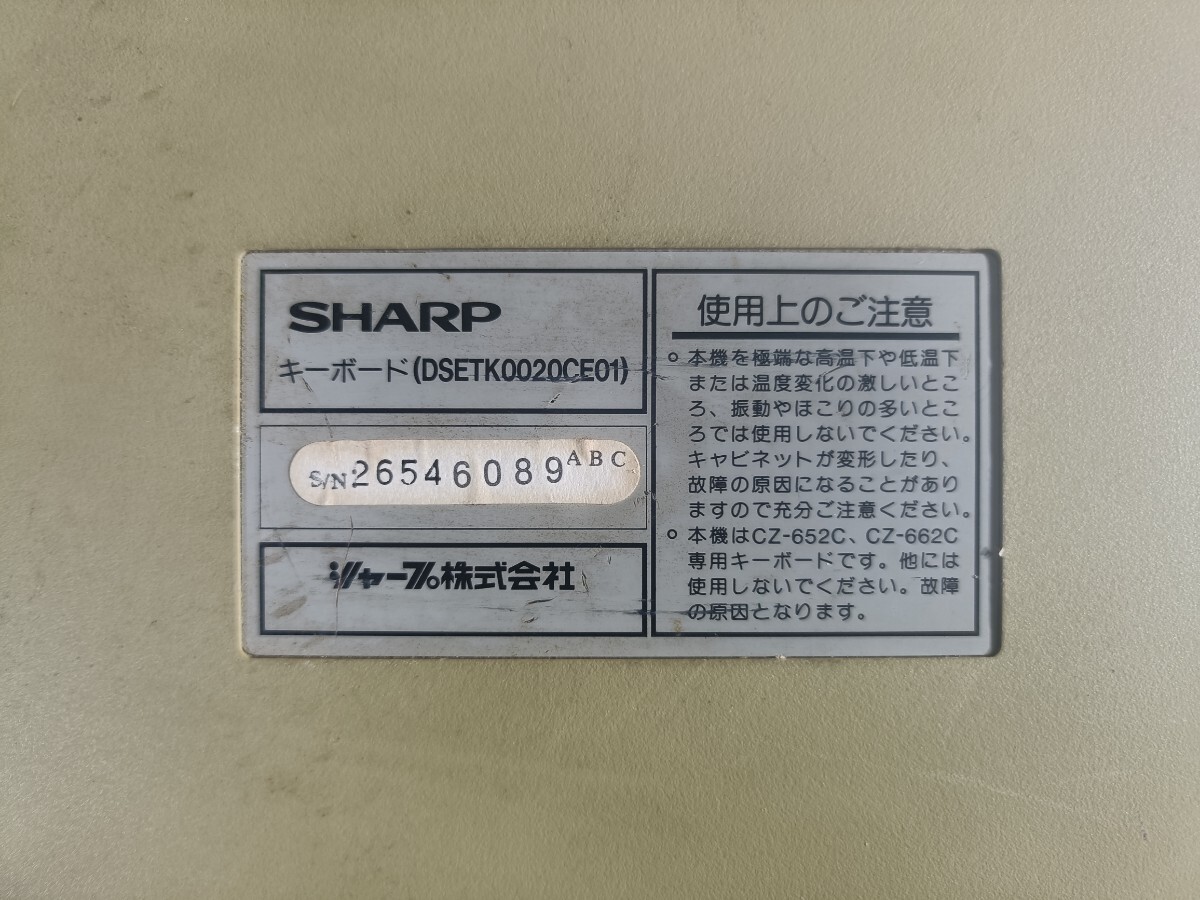 SHARP
キーボード(DSETK0020CE01)
S/N 26546089ABC
シャープ株式会社
使用上のご注意
○ 本機を極端な高温下や低温下
または温度変化の激しいとこ
ろ、振動やほこりの多いとこ
ろでは使用しないでください。
キャビネットが変形したり、
故障の原因になることがあり
ますので充分ご注意ください。
○ 本機はCZ-652C、CZ-662C
専用キーボードです。他には
使用しないでください。故障
の原因となります。